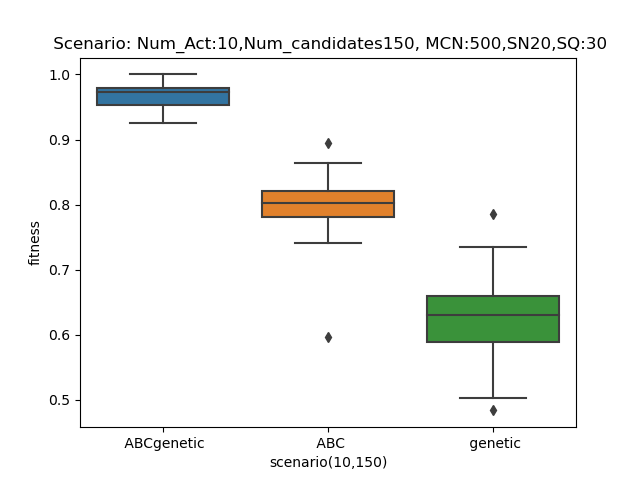 Scenario: Num_Act:10,Num_candidates150, MCN:500,SN20,SQ:30
1.0
0.9
0.8
0.7
0.6
0.5
fitness
ABCgenetic ABC genetic
scenario(10,150)